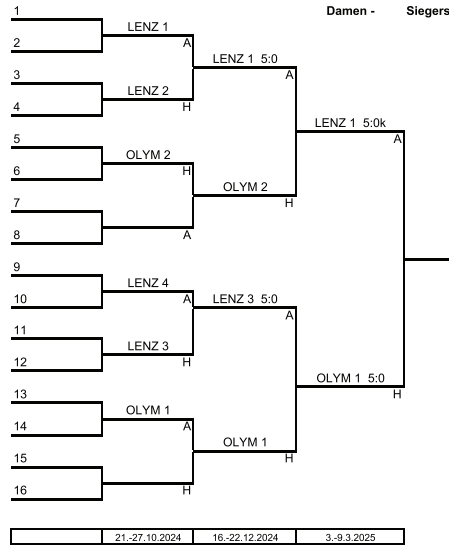 1 Damen - Siegers
LENZ 1
2 A
LENZ 1 5:0
3 A
LENZ 2
4 H
LENZ 1 5:0k
5 A
OLYM 2
6 H
OLYM 2
7 H
8 A
9
LENZ 4
10 A LENZ 3 5:0
11 A
LENZ 3
12 H
OLYM 1 5:0
13 H
OLYM 1
14 A
OLYM 1
15 H
16 H
21.-27.10.2024 16.-22.12.2024 3.-9.3.2025